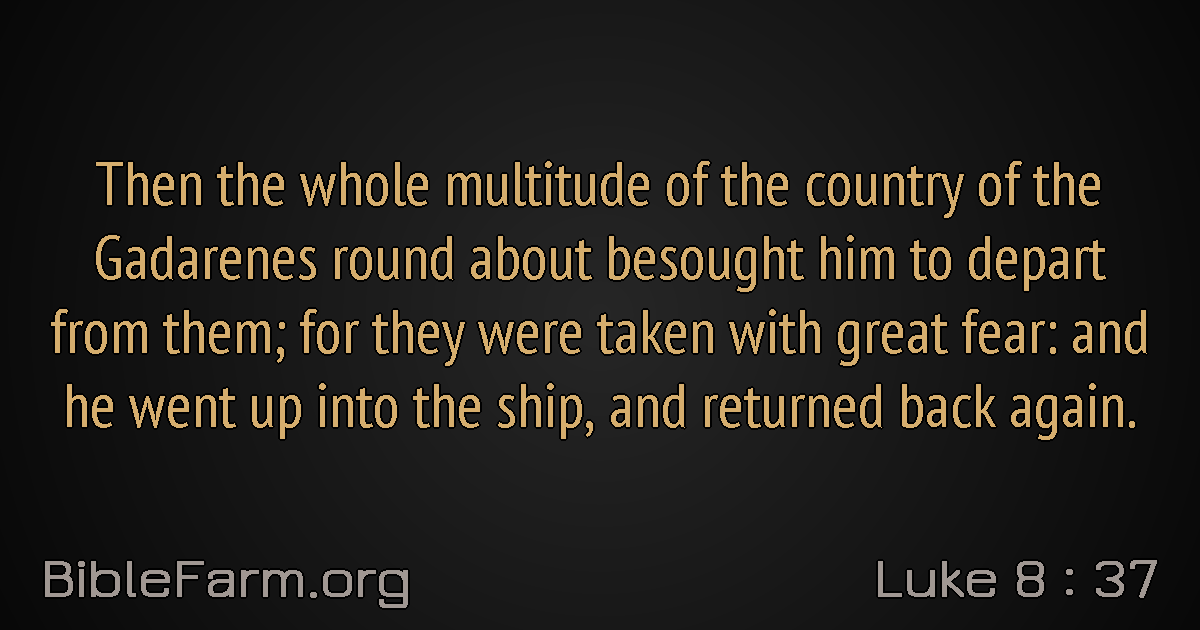 Then the whole multitude of the country of the
Gadarenes round about besought him to depart
from them; for they were taken with great fear: and
he went up into the ship, and returned back again.
BibleFarm.org
Luke 8 : 37